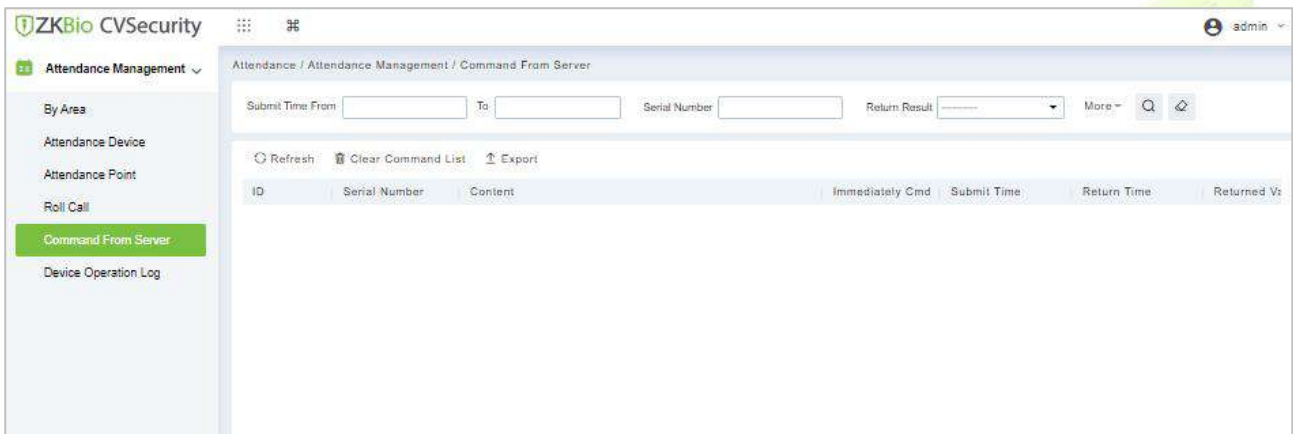 ZKBio CVSecurity
admin
Attendance Management
By Area
Attendance Device
Attendance Point
Roll Call
Command From Server
Device Operation Log
Attendance / Attendance Management / Command From Server
Submit Time From To Serial Number Return Result ---------- More
Refresh Clear Command List Export
ID Serial Number Content Immediately Cmd Submit Time Return Time Returned Va